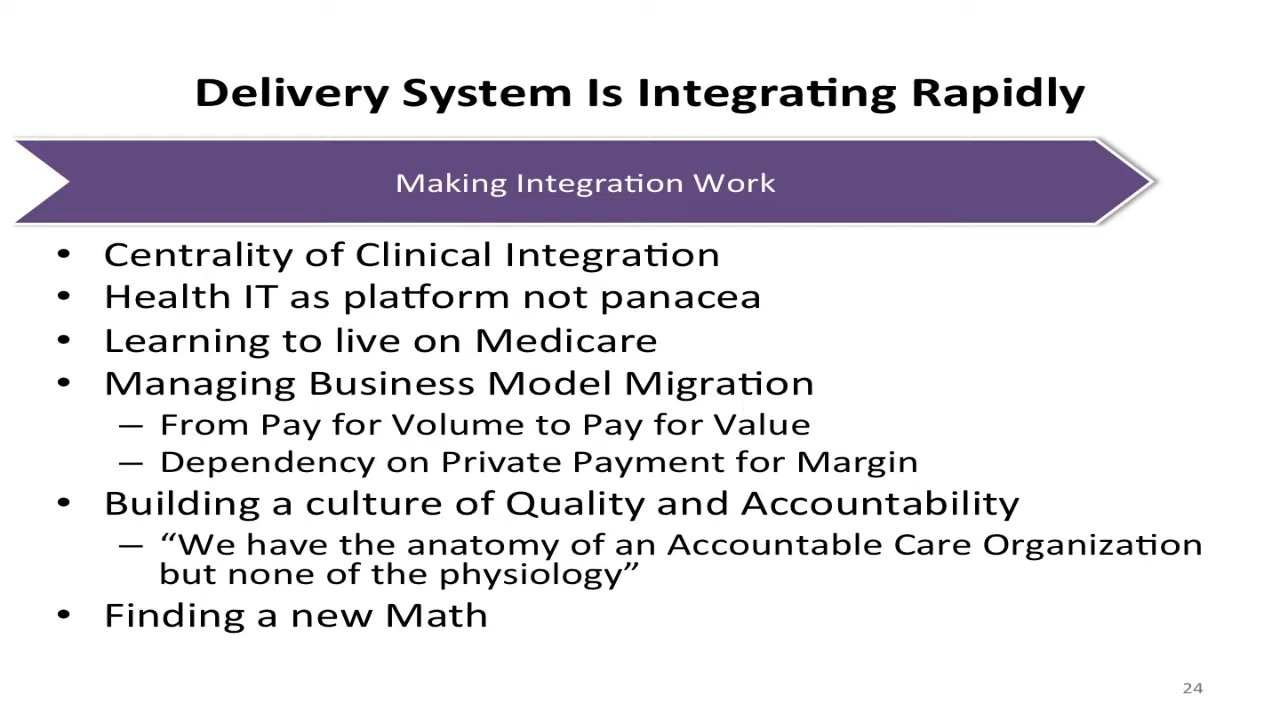 Delivery System Is Integrating Rapidly
Making Integration Work
• Centrality of Clinical Integration
• Health IT as platform not panacea
• Learning to live on Medicare
• Managing Business Model Migration
– From Pay for Volume to Pay for Value
– Dependency on Private Payment for Margin
• Building a culture of Quality and Accountability
– “We have the anatomy of an Accountable Care Organization
but none of the physiology”
• Finding a new Math
24